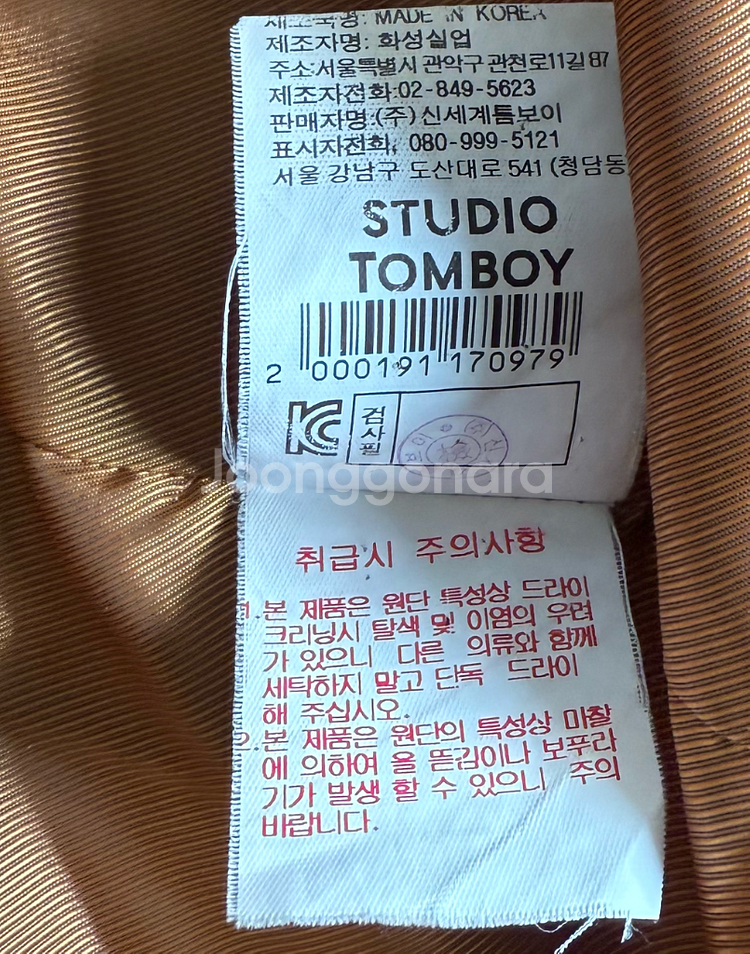 제조국명: MADE IN KOREA
제조자명: 화성실업
주소:서울특별시 관악구 관천로11길 87
제조자전화:02-849-5623
판매자명:(주)신세계톰보이
표시자전화, 080-999-5121
서울 강남구 도산대로 541 (청담동
STUDIO
TOMBOY
2 000191 170979
KC 검사필
Joonggonara
취급시 주의사항
1.본 제품은 원단 특성상 드라이
크리닝시 탈색 및 이염의 우려
가 있으니 다른 의류와 함께
세탁하지 말고 단독 드라이
해 주십시오.
2.본 제품은 원단의 특성상 마찰
에 의하여 올 뜯김이나 보푸라
기가 발생 할 수 있으니 주의
바랍니다.